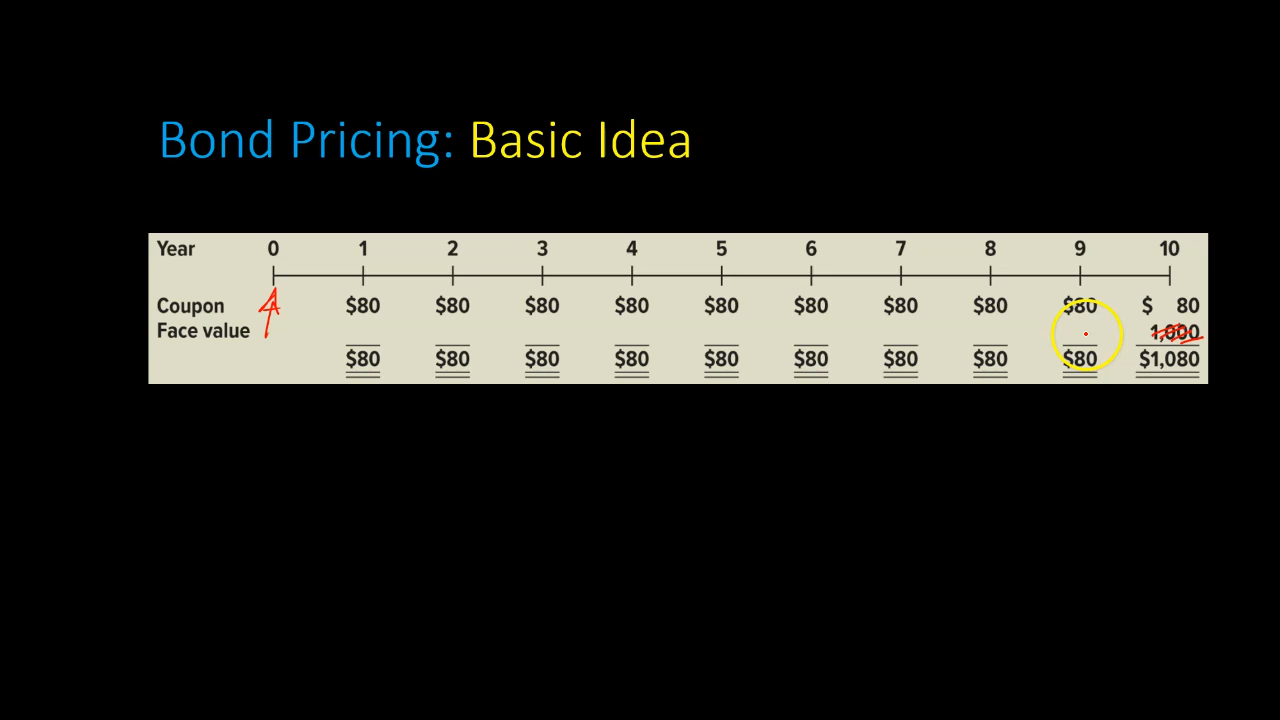 Bond Pricing: Basic Idea
Year 0 1 2 3 4 5 6 7 8 9 10
Coupon $80 $80 $80 $80 $80 $80 $80 $80 $80 $ 80
Face value 1,000
$80 $80 $80 $80 $80 $80 $80 $80 $80 $1,080